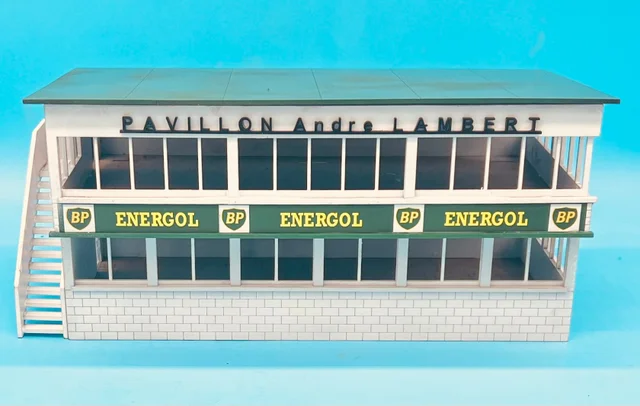 PAVILLON Andre LAMBERT
BP ENERGOL BP ENERGOL BP ENERGOL BP